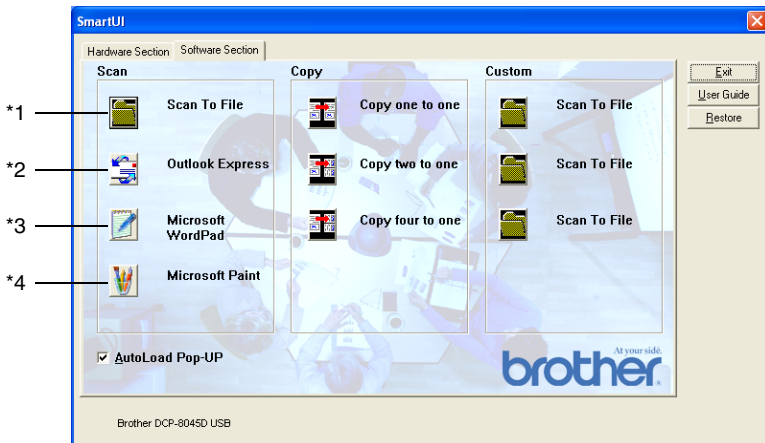 SmartUI
Hardware Section Software Section
Scan Copy Custom
Exit
User Guide
Restore
*1 Scan To File Copy one to one Scan To File
*2 Outlook Express Copy two to one Scan To File
*3 Microsoft WordPad Copy four to one Scan To File
*4 Microsoft Paint
AutoLoad Pop-UP
At your side.
brother
Brother DCP-8045D USB